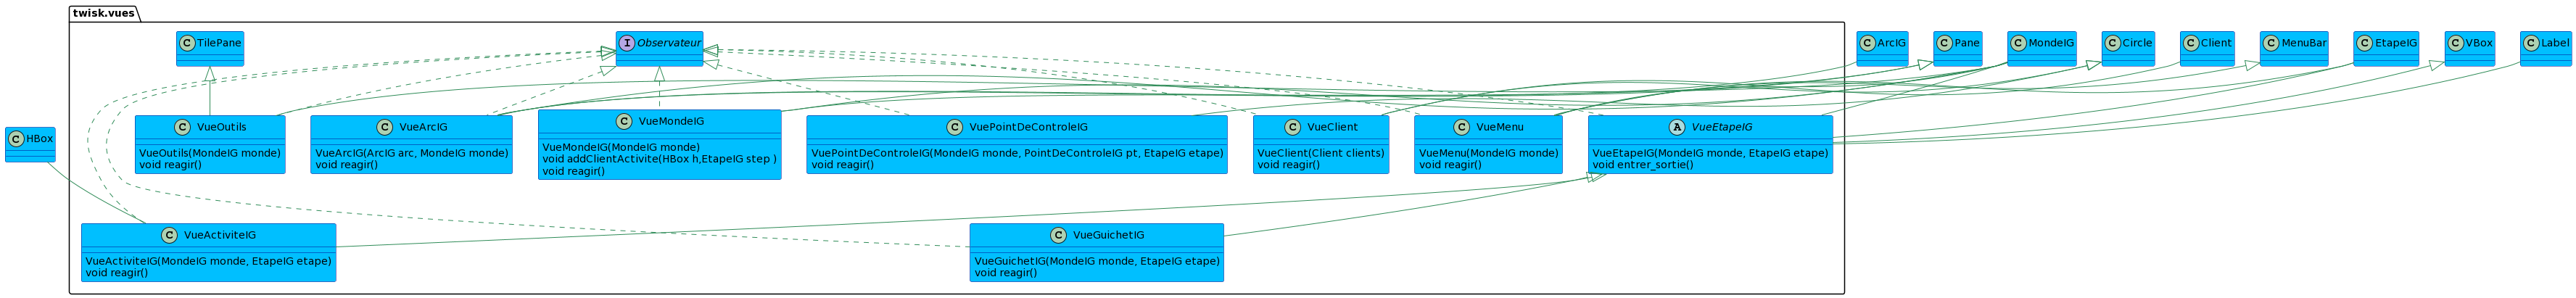 twisk.vues
C TilePane
I Observateur
C ArcIG
C Pane
C MondeIG
C Circle
C Client
C MenuBar
C EtapeIG
C VBox
C Label
C HBox
C VueOutils
VueOutils(MondeIG monde)
void reagir()
C VueArcIG
VueArcIG(ArcIG arc, MondeIG monde)
void reagir()
C VueMondeIG
VueMondeIG(MondeIG monde)
void addClientActivite(HBox h,EtapeIG step )
void reagir()
C VuePointDeControleIG
VuePointDeControleIG(MondeIG monde, PointDeControleIG pt, EtapeIG etape)
void reagir()
C VueClient
VueClient(Client clients)
void reagir()
C VueMenu
VueMenu(MondeIG monde)
void reagir()
A VueEtapeIG
VueEtapeIG(MondeIG monde, EtapeIG etape)
void entrer_sortie()
C VueActiviteIG
VueActiviteIG(MondeIG monde, EtapeIG etape)
void reagir()
C VueGuichetIG
VueGuichetIG(MondeIG monde, EtapeIG etape)
void reagir()